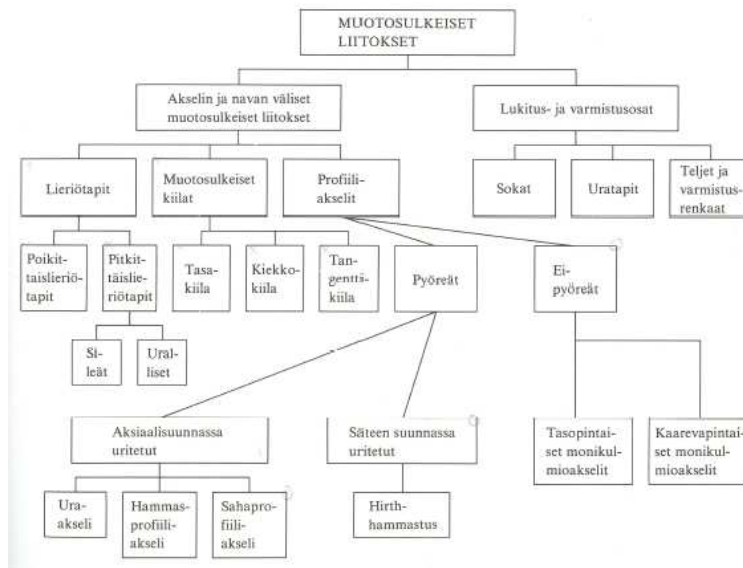 MUOTOSULKEISET
LIITOKSET
Akselin ja navan väliset
muotosulkeiset liitokset
Lukitus- ja varmistusosat
Lieriötapit
Muotosulkeiset
kiilat
Profiili-
akselit
Sokat
Uratapit
Teljet ja
varmistus-
renkaat
Poikit-
taislieriö-
tapit
Pitkit-
täislie-
riötapit
Tasa-
kiila
Kiekko-
kiila
Tan-
gentti-
kiila
Pyöreät
Ei-
pyöreät
Si-
leät
Ural-
liset
Aksiaalisuunnassa
uritetut
Säteen suunnassa
uritetut
Tasopintai-
set monikul-
mioakselit
Kaarevapintai-
set monikul-
mioakselit
Ura-
akseli
Hammas-
profiili-
akseli
Sahapro-
fiili-
akseli
Hirth-
hammastus